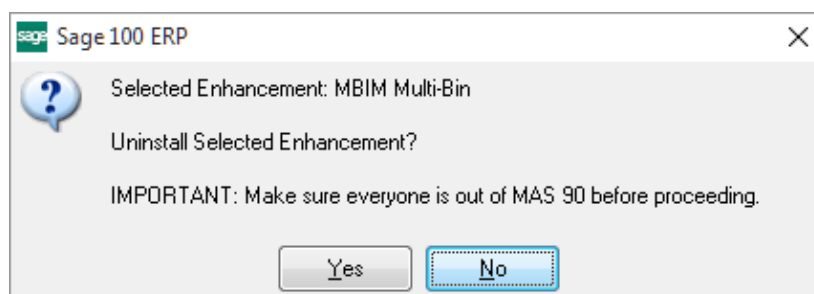 sage Sage 100 ERP
Selected Enhancement: MBIM Multi-Bin
Uninstall Selected Enhancement?
IMPORTANT: Make sure everyone is out of MAS 90 before proceeding.
Yes No